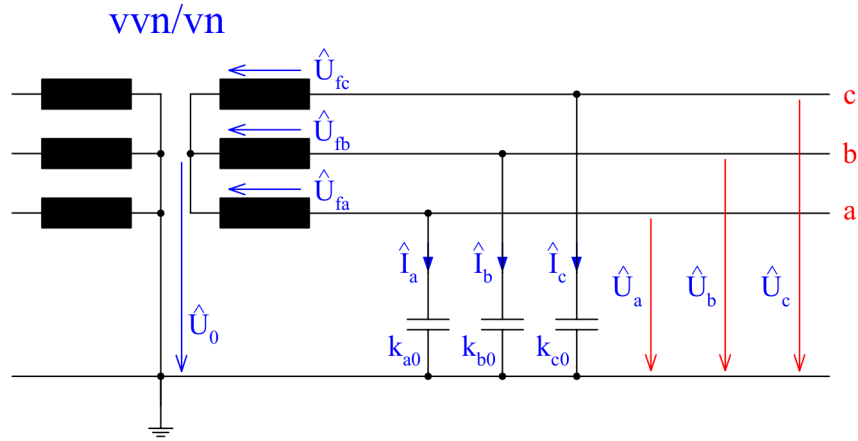 vvn/vn
Û_fc
c
Û_fb
b
Û_fa
a
Î_a Î_b Î_c
Û_a Û_b Û_c
Û_0
k_a0 k_b0 k_c0